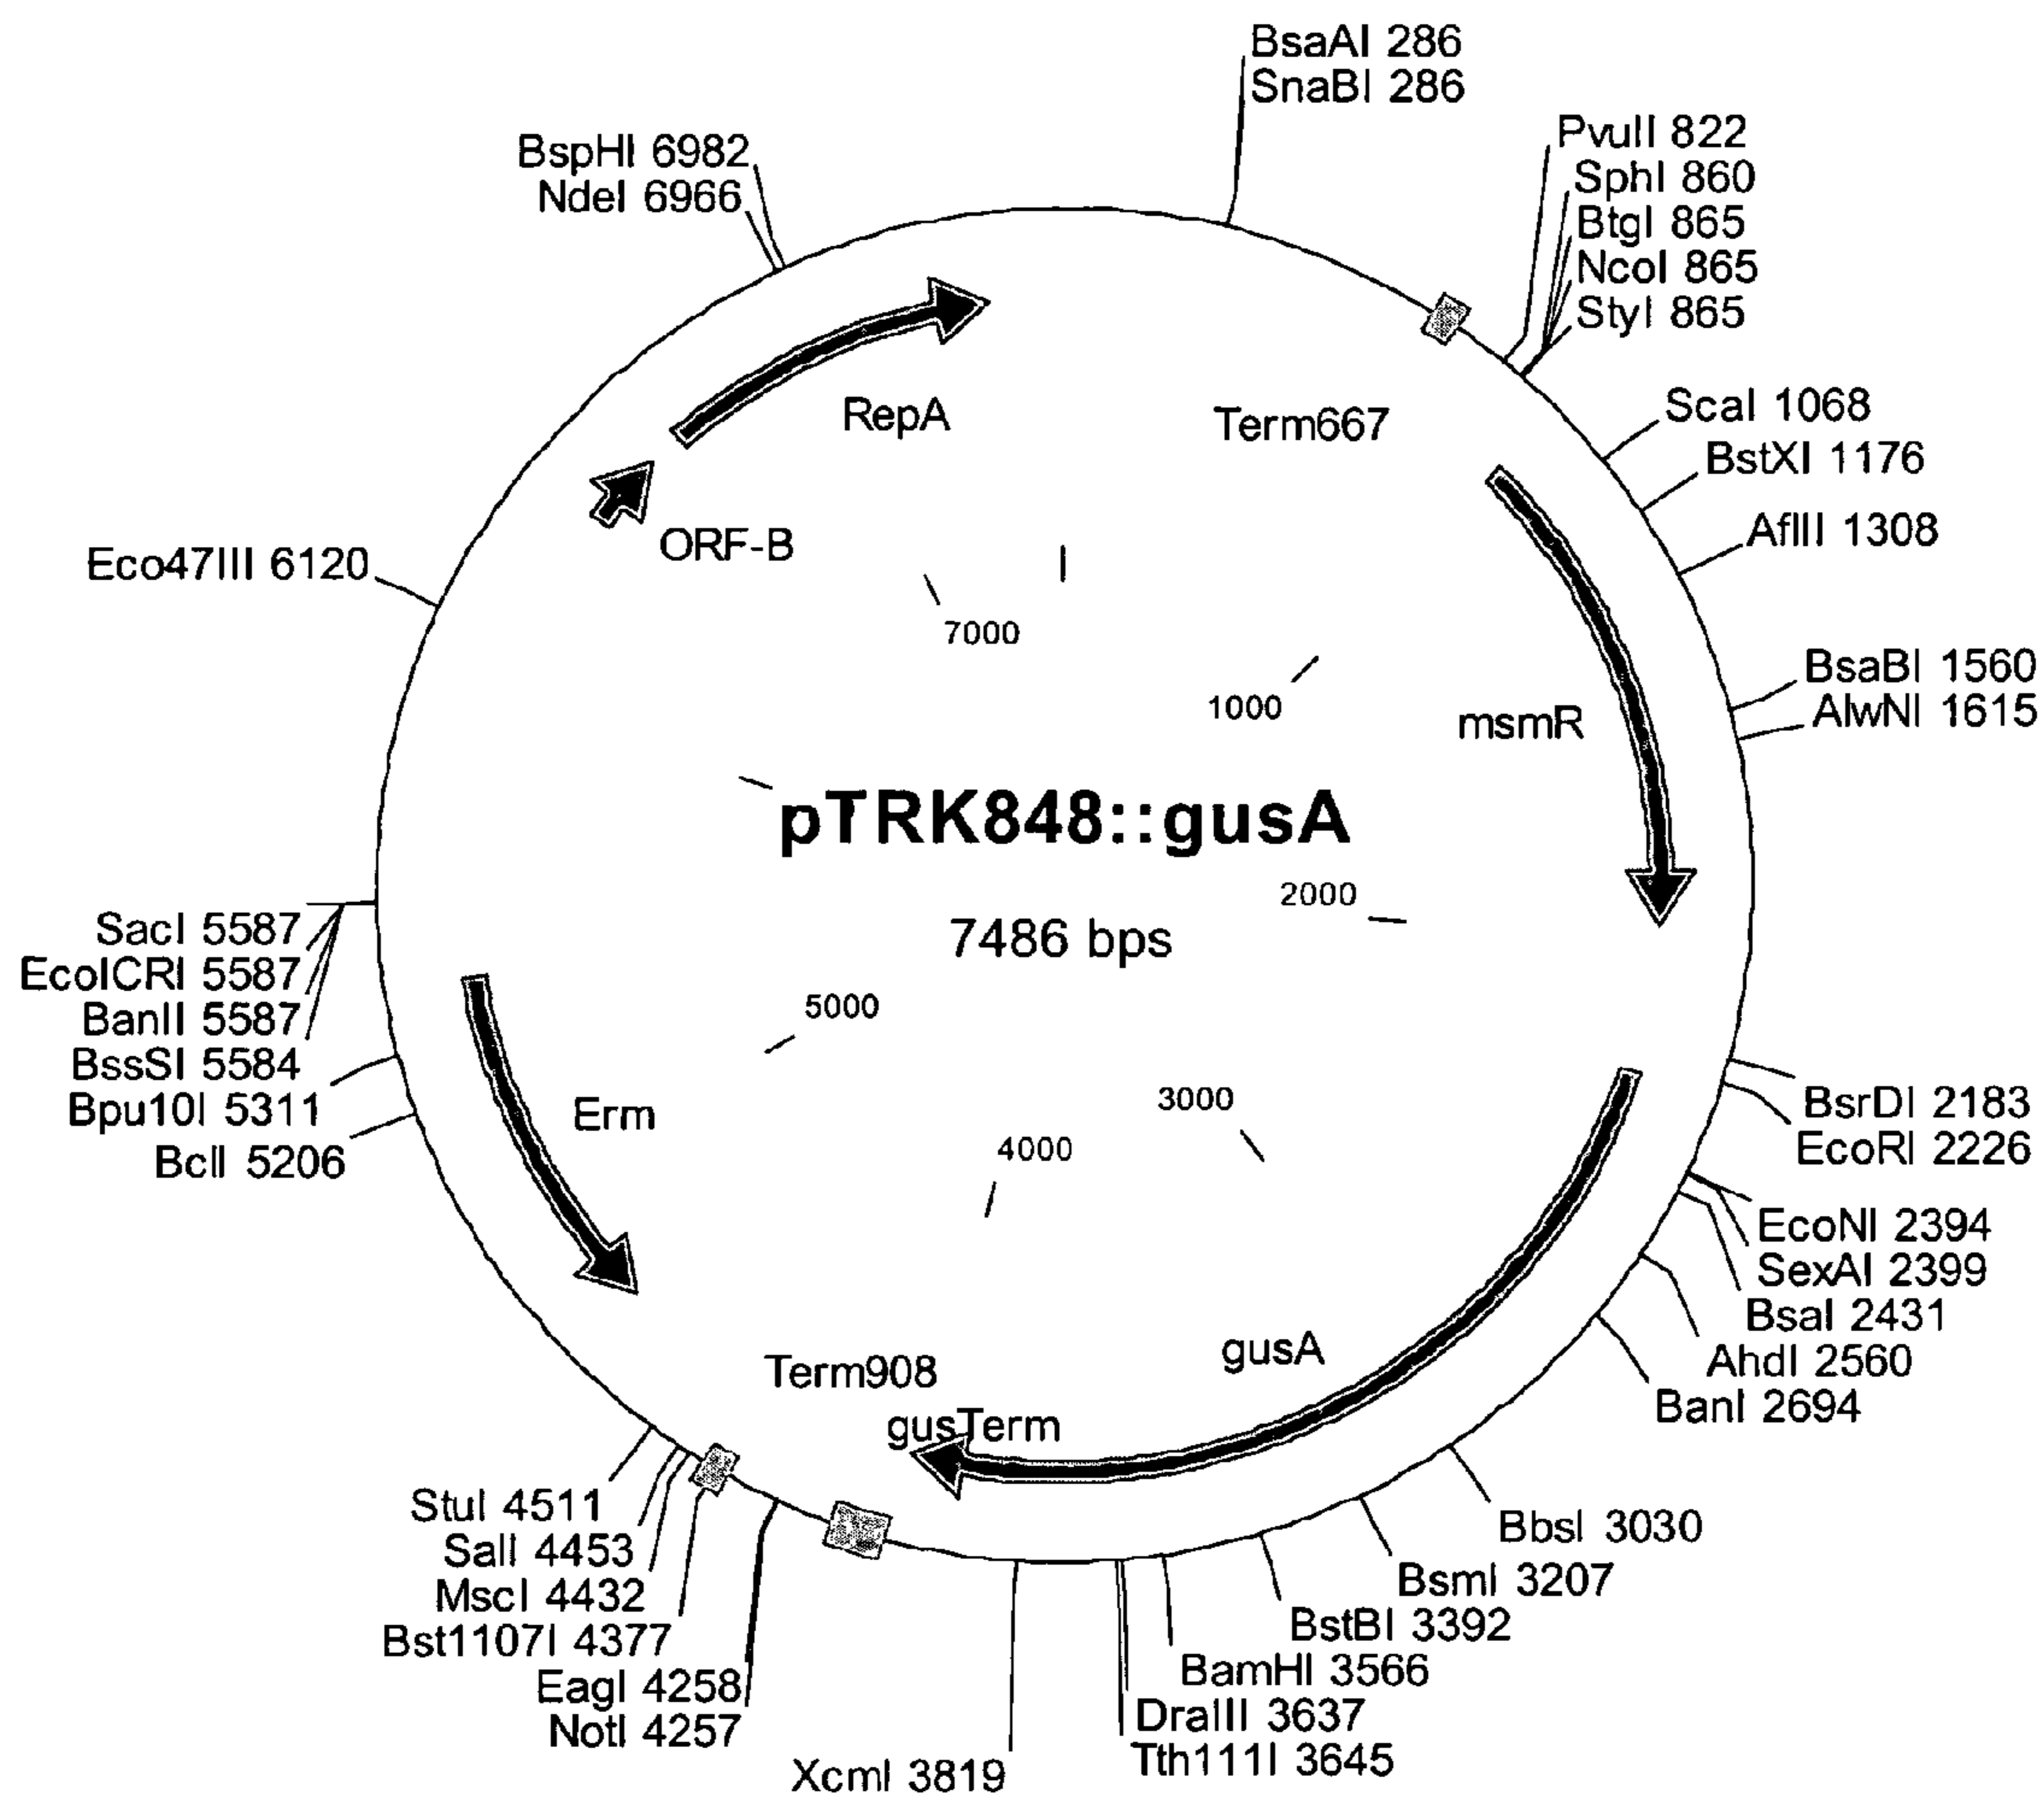 BsaAI 286
SnaBI 286
PvuII 822
SphI 860
BtgI 865
NcoI 865
StyI 865
ScaI 1068
BstXI 1176
AflII 1308
BsaBI 1560
AlwNI 1615
BsrDI 2183
EcoRI 2226
EcoNI 2394
SexAI 2399
BsaI 2431
AhdI 2560
BanI 2694
BbsI 3030
BsmI 3207
BstBI 3392
BamHI 3566
DraIII 3637
Tth111I 3645
XcmI 3819
NotI 4257
EagI 4258
Bst1107I 4377
MscI 4432
SalI 4453
StuI 4511
BclI 5206
Bpu10I 5311
BssSI 5584
BanII 5587
EcoICRI 5587
SacI 5587
Eco47III 6120
NdeI 6966
BspHI 6982
RepA
ORF-B
Term667
msmR
gusA
gusTerm
Term908
Erm
7000
1000
2000
3000
4000
5000
pTRK848::gusA
7486 bps